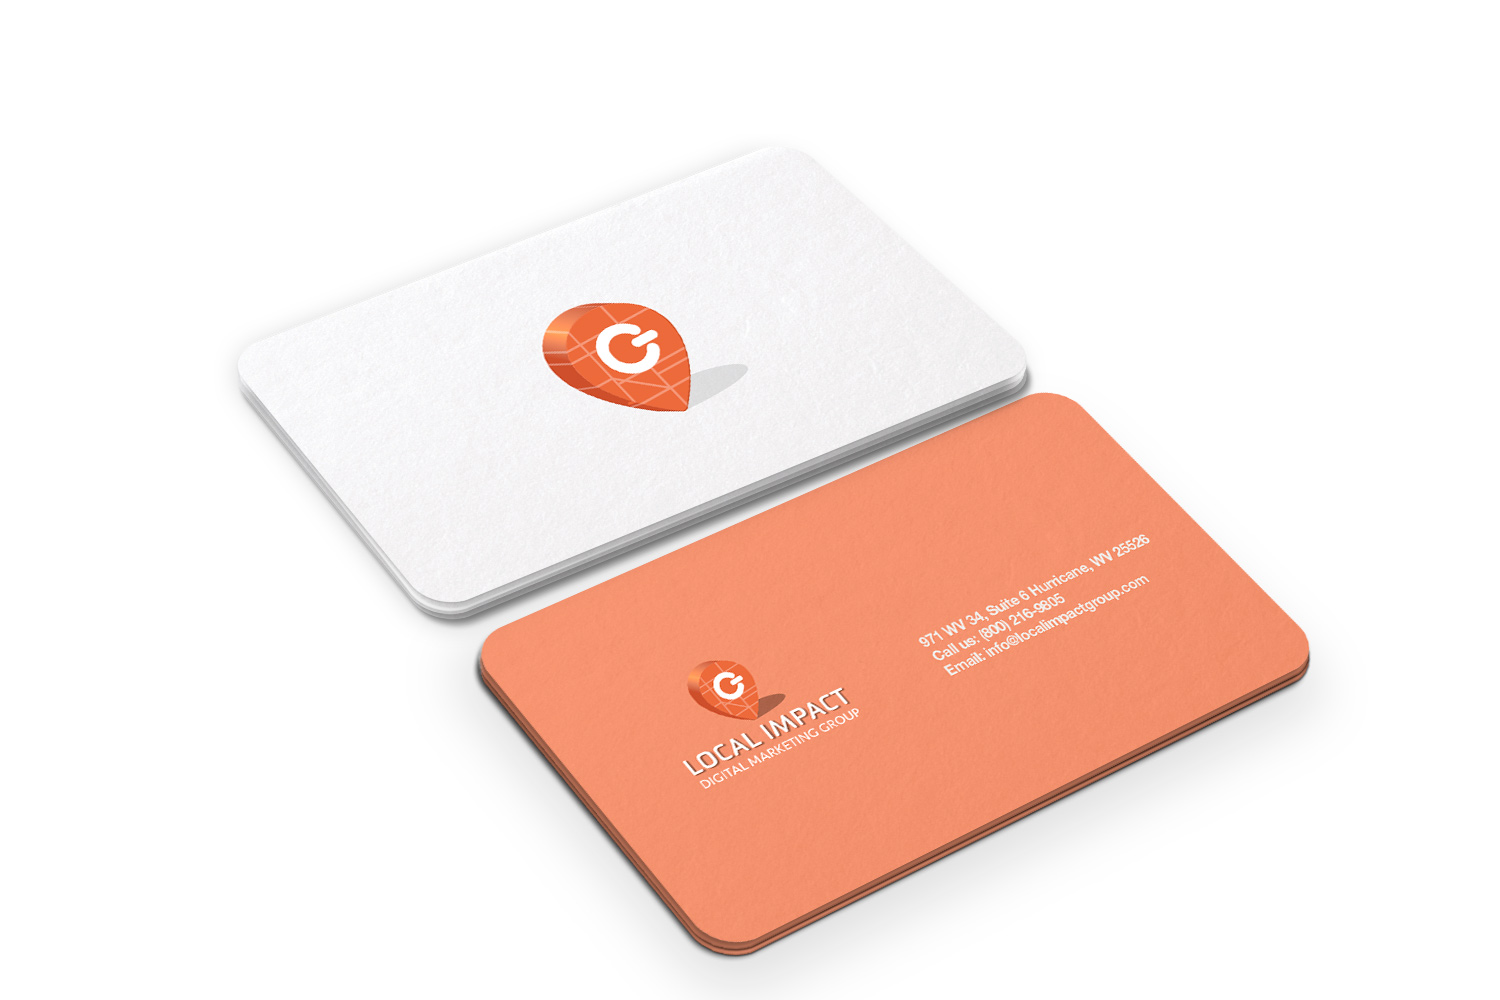 LOCAL IMPACT
DIGITAL MARKETING GROUP
971 WV 34, Suite 6 Hurricane, WV 25526
Call us: (800) 216-9805
Email: info@localimpactgroup.com